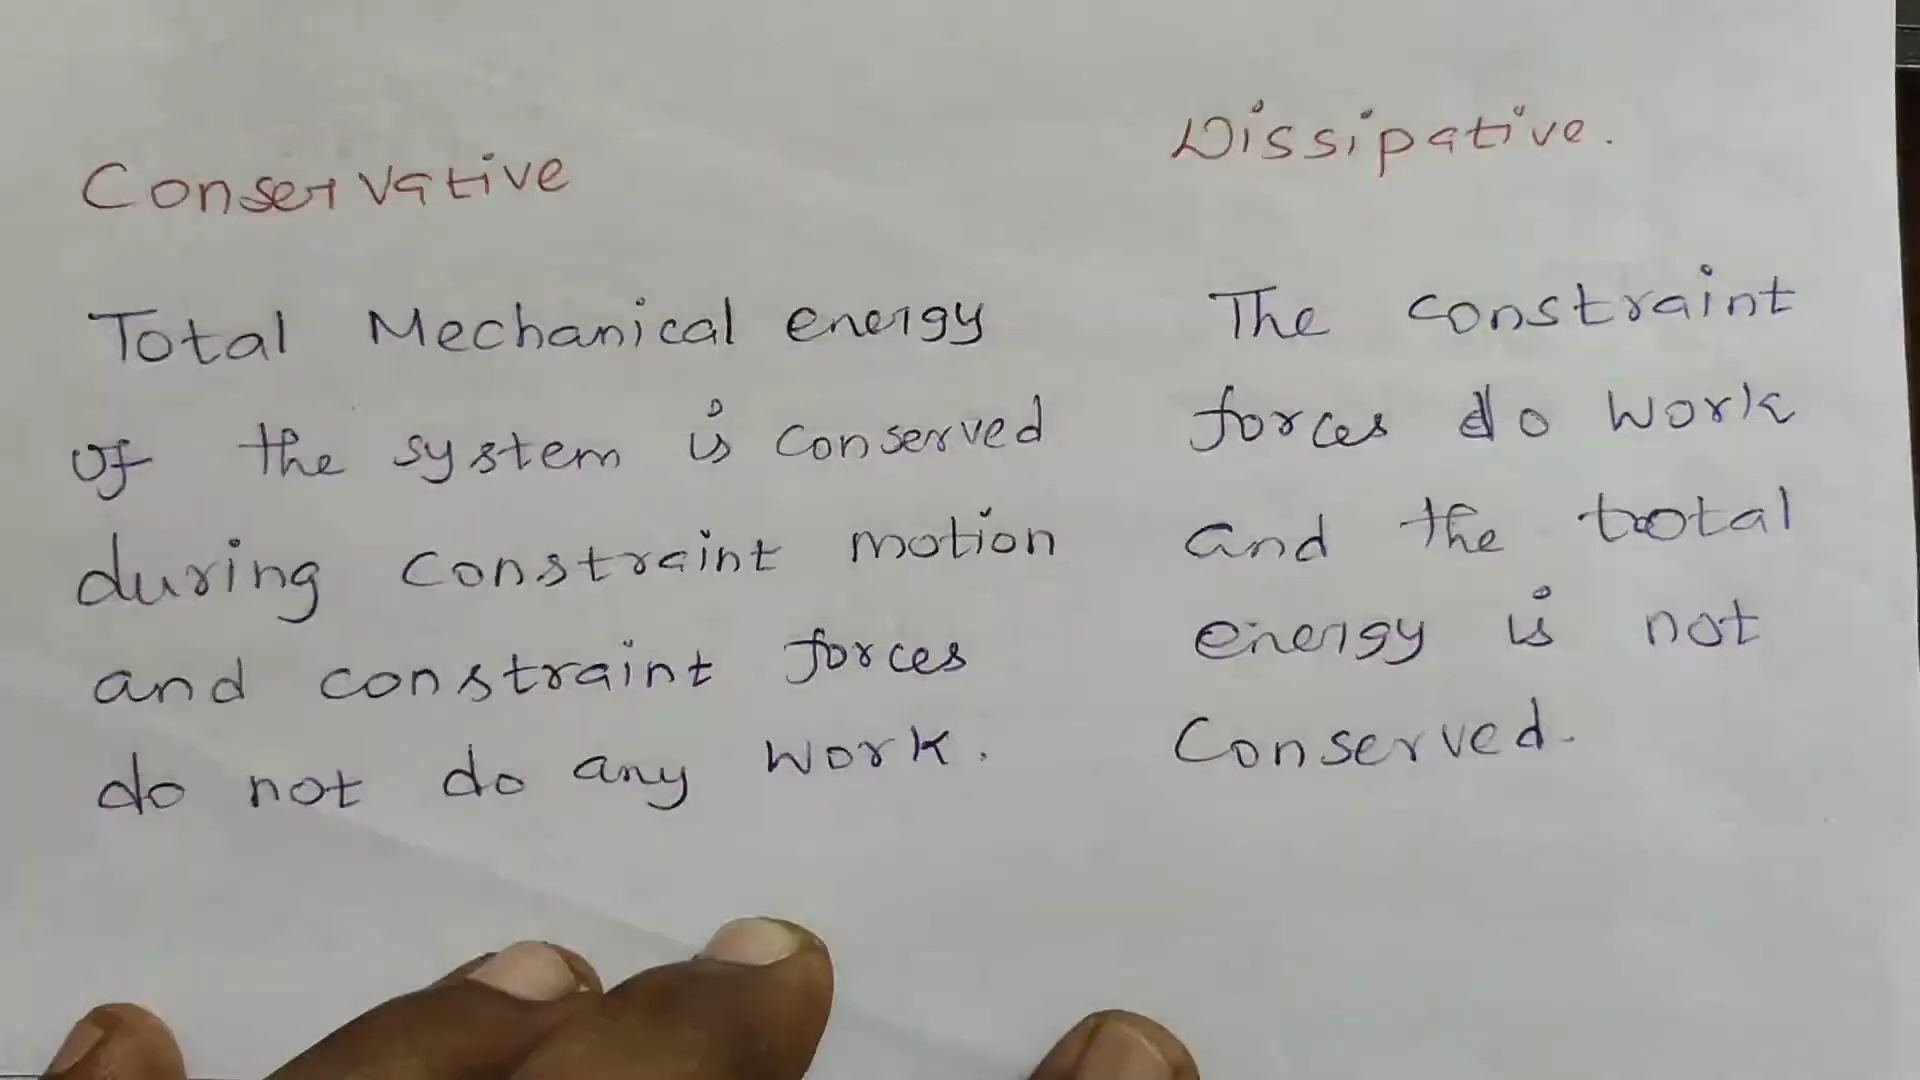 Conservative
Total Mechanical energy
of the system is conserved
during constraint motion
and constraint forces
do not do any work.
Dissipative.
The constraint
forces do work
and the total
energy is not
Conserved.